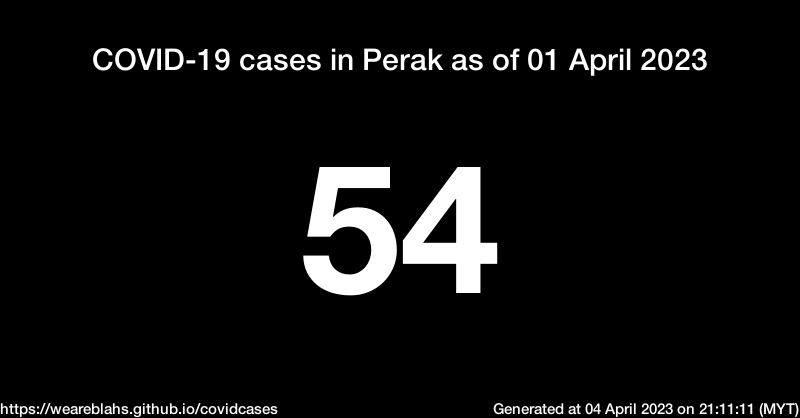 COVID-19 cases in Perak as of 01 April 2023
54
https://weareblahs.github.io/covidcases
Generated at 04 April 2023 on 21:11:11 (MYT)